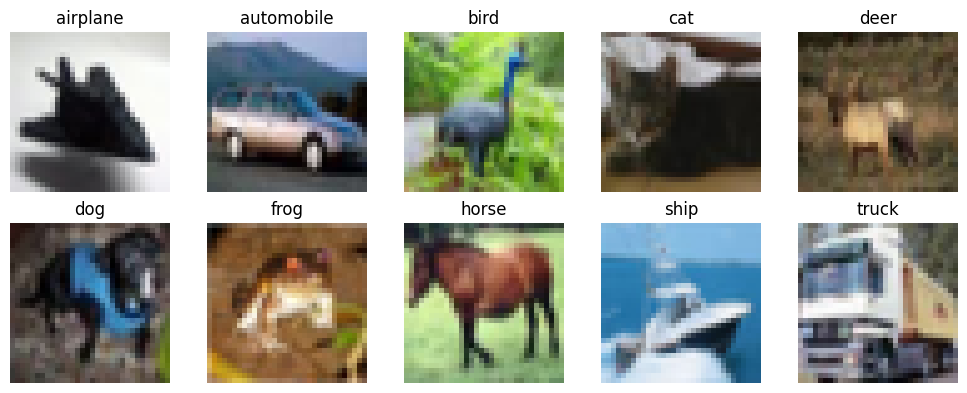 airplane automobile bird cat deer
dog frog horse ship truck